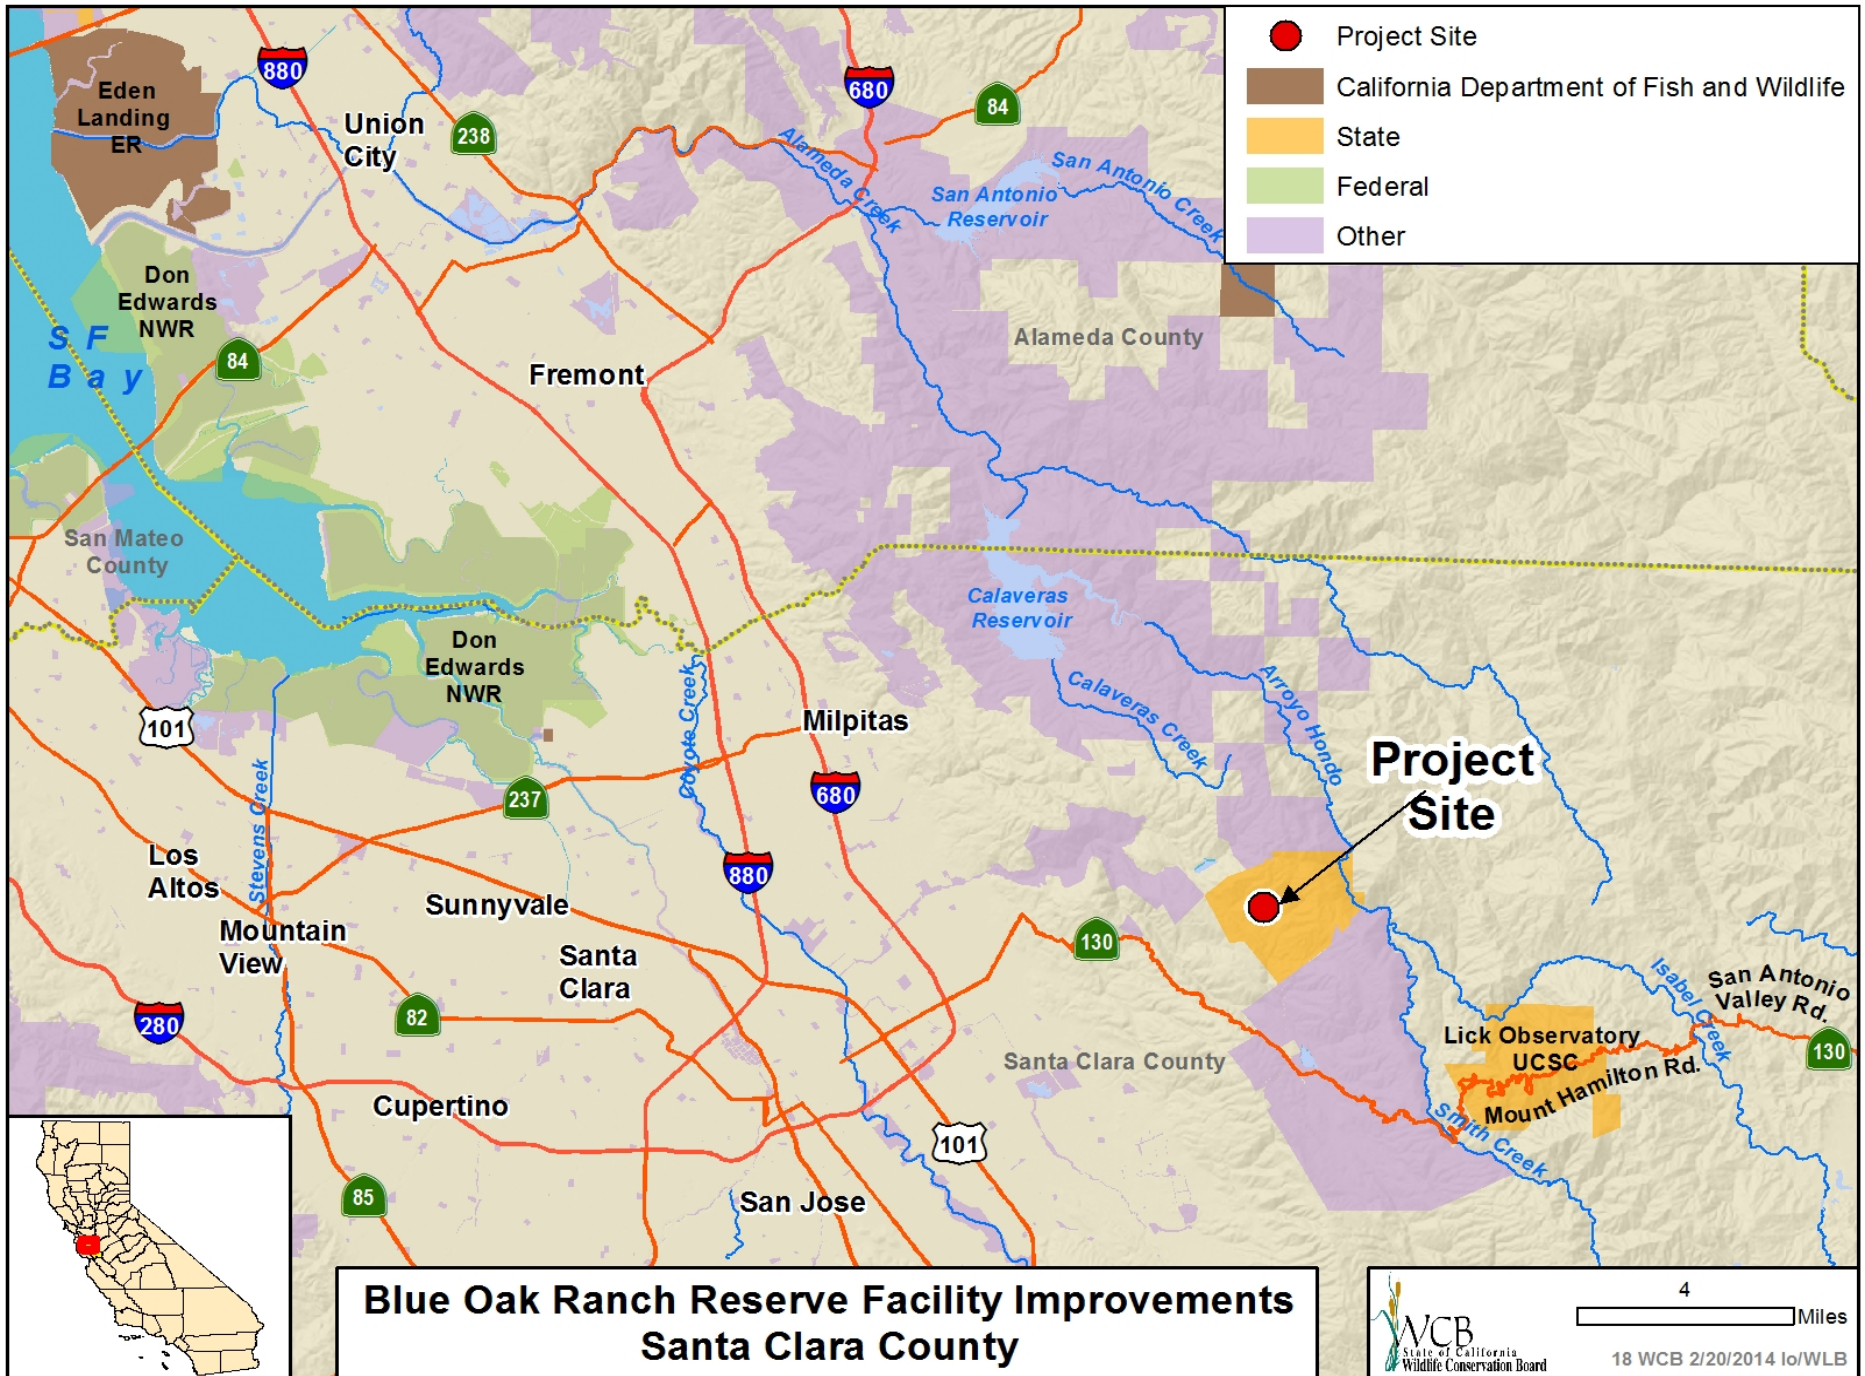 Project Site
California Department of Fish and Wildlife
State
Federal
Other
Eden
Landing
ER
880
Union
City
238
680
84
Alameda Creek
San Antonio
Reservoir
San Antonio Creek
Don
Edwards
NWR
84
S F
B a y
Fremont
Alameda County
San Mateo
County
Calaveras
Reservoir
Don
Edwards
NWR
101
Coyote Creek
Milpitas
Calaveras Creek
Arroyo Hondo
Project
Site
237
680
Stevens Creek
Los
Altos
880
Sunnyvale
Mountain
View
Santa
Clara
130
280
82
Santa Clara County
Isabel Creek
San Antonio
Valley Rd.
Lick Observatory
UCSC
130
Mount Hamilton Rd.
Smith Creek
Cupertino
101
85
San Jose
Blue Oak Ranch Reserve Facility Improvements
Santa Clara County
WCB
State of California
Wildlife Conservation Board
4
Miles
18 WCB 2/20/2014 lo/WLB